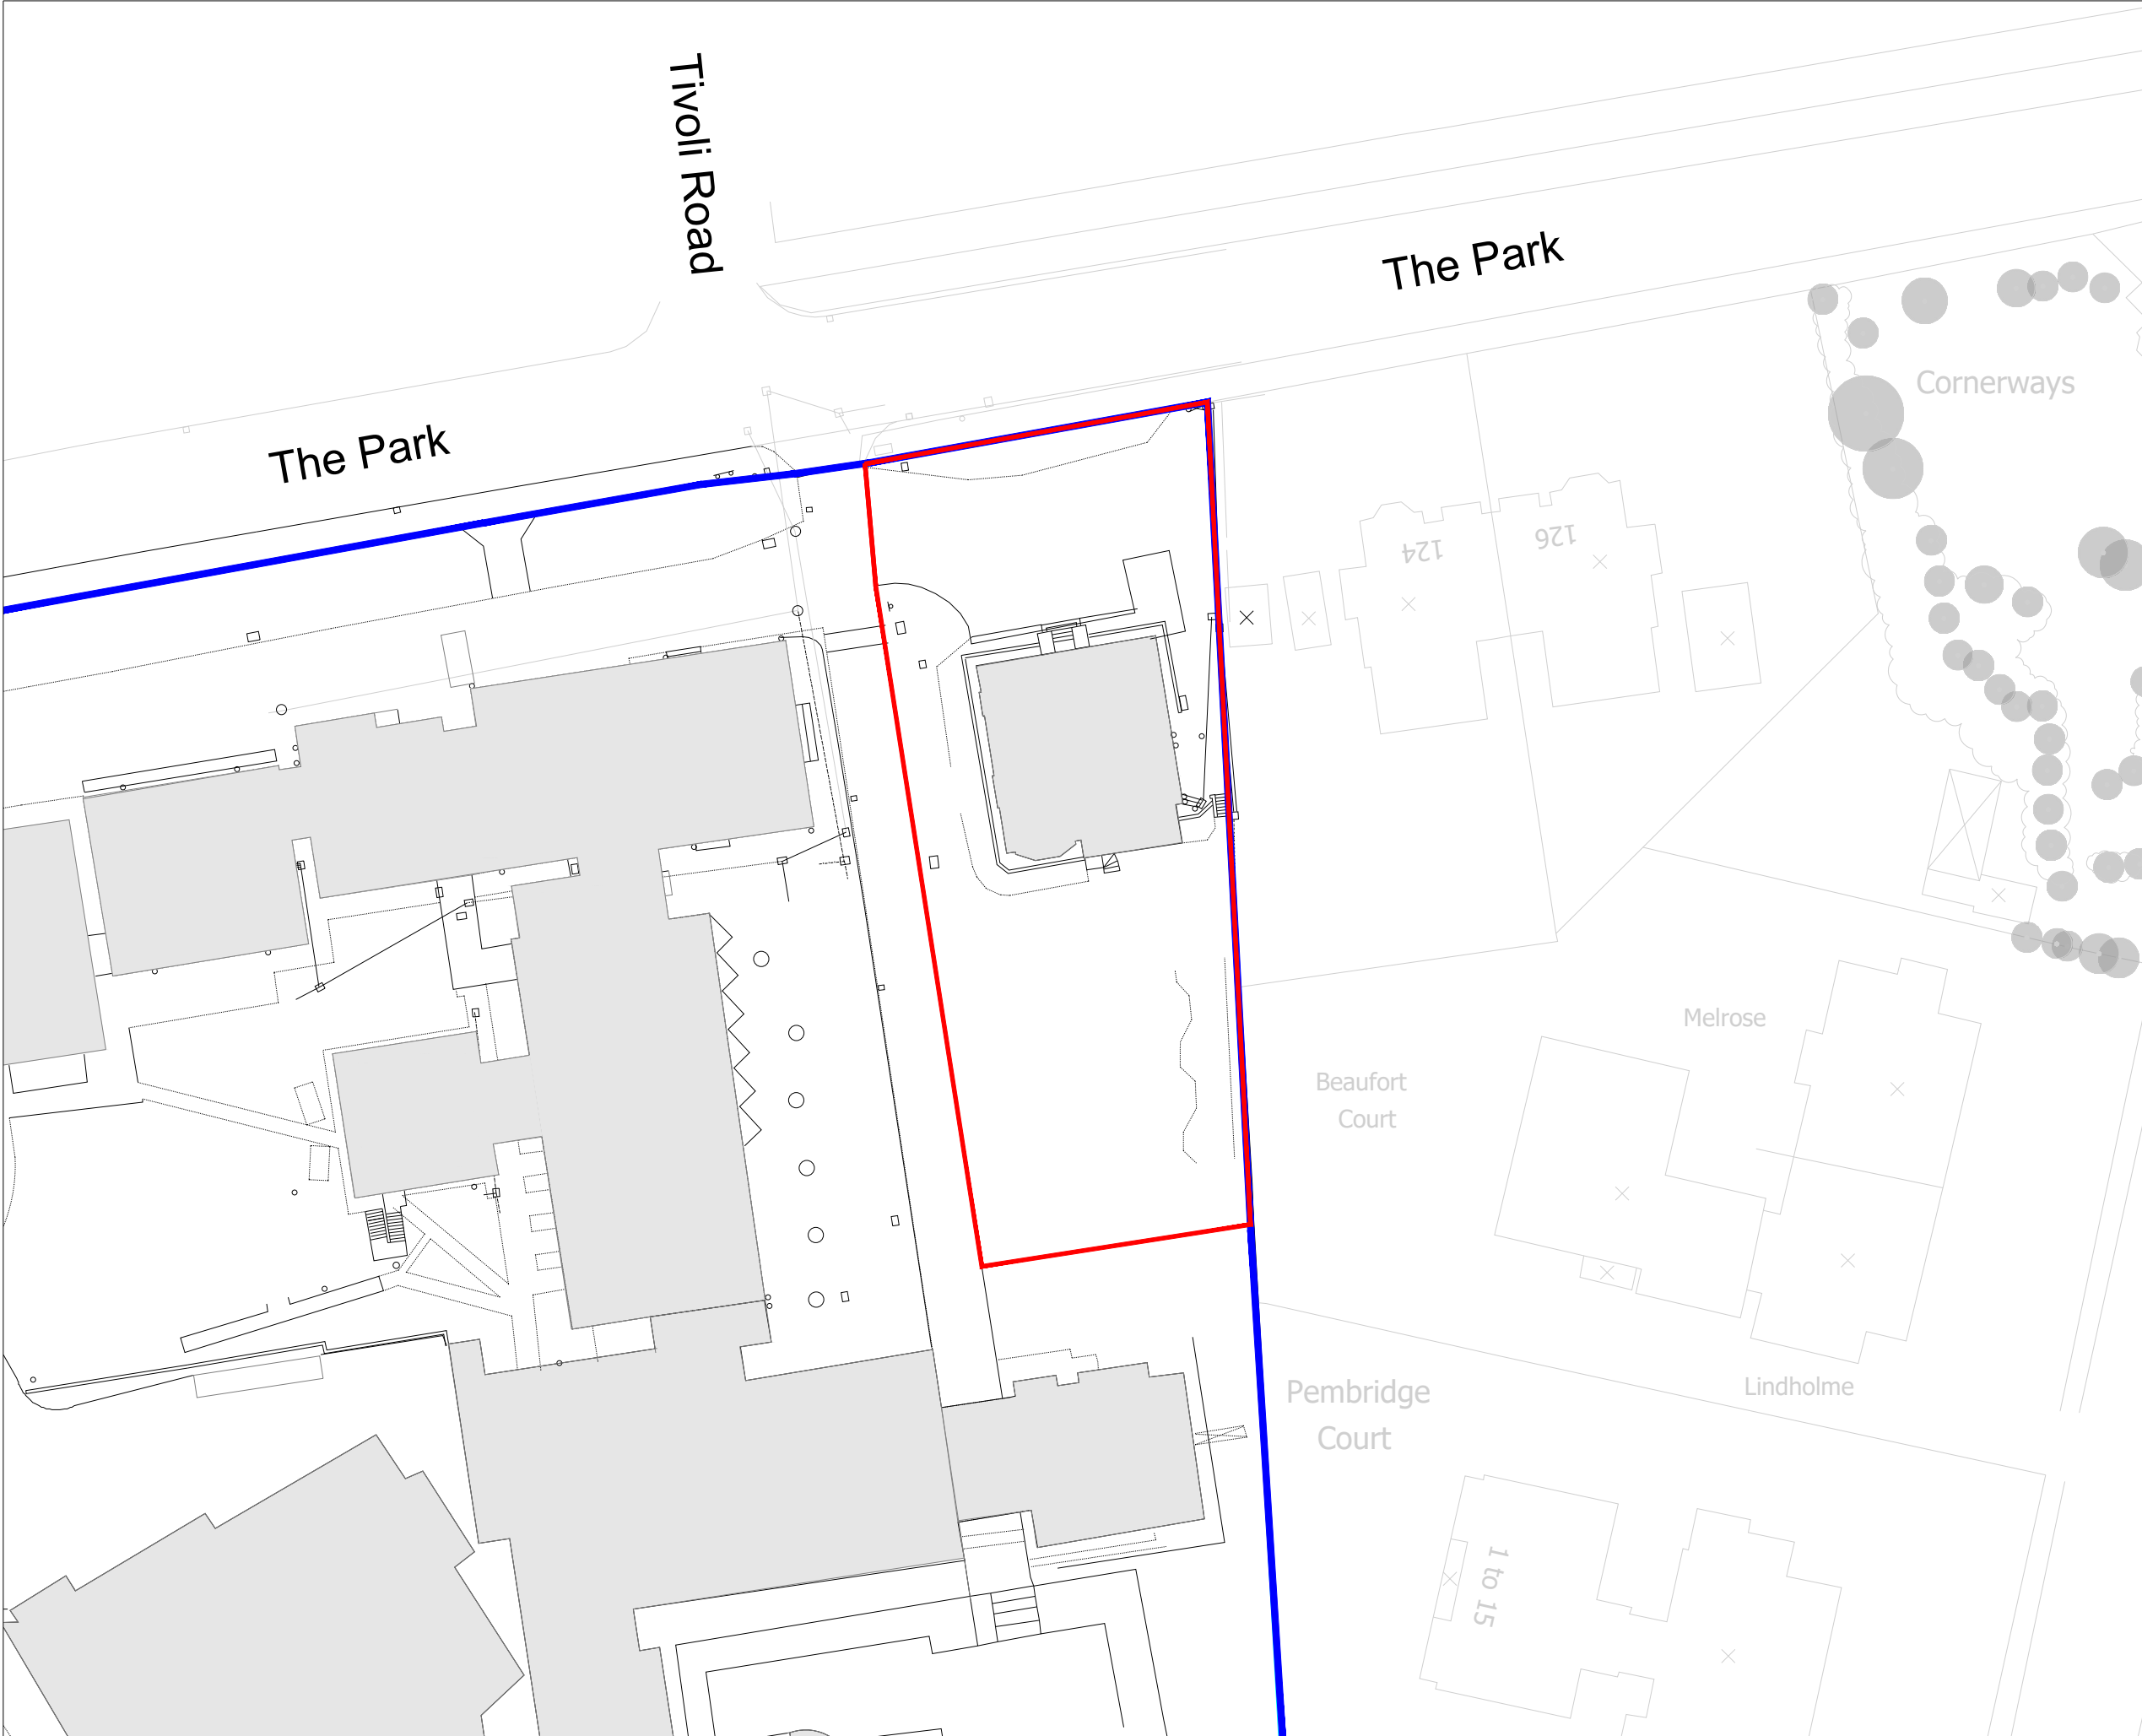 Tivoli Road
The Park
Cornerways
The Park
124
126
Melrose
Beaufort
Court
Pembridge
Court
Lindholme
1 to 15